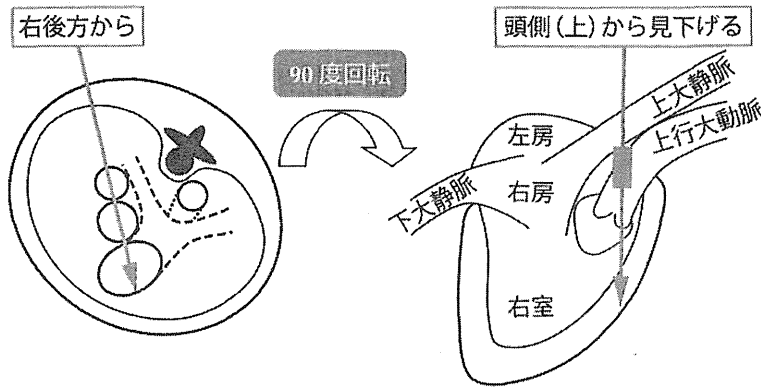 右後方から
90度回転
頭側(上)から見下げる
上大静脈
上行大動脈
左房
右房
下大静脈
右室